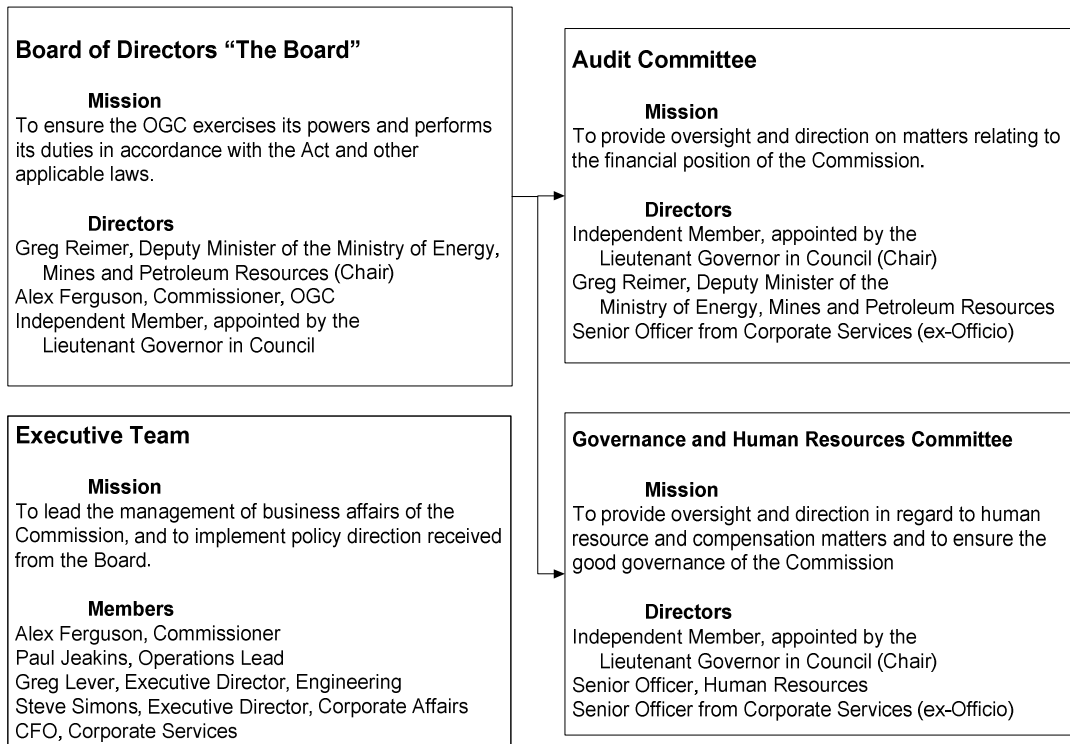 Board of Directors “The Board”
Mission
To ensure the OGC exercises its powers and performs
its duties in accordance with the Act and other
applicable laws.
Directors
Greg Reimer, Deputy Minister of the Ministry of Energy,
Mines and Petroleum Resources (Chair)
Alex Ferguson, Commissioner, OGC
Independent Member, appointed by the
Lieutenant Governor in Council
Executive Team
Mission
To lead the management of business affairs of the
Commission, and to implement policy direction received
from the Board.
Members
Alex Ferguson, Commissioner
Paul Jeakins, Operations Lead
Greg Lever, Executive Director, Engineering
Steve Simons, Executive Director, Corporate Affairs
CFO, Corporate Services
Audit Committee
Mission
To provide oversight and direction on matters relating to
the financial position of the Commission.
Directors
Independent Member, appointed by the
Lieutenant Governor in Council (Chair)
Greg Reimer, Deputy Minister of the
Ministry of Energy, Mines and Petroleum Resources
Senior Officer from Corporate Services (ex-Officio)
Governance and Human Resources Committee
Mission
To provide oversight and direction in regard to human
resource and compensation matters and to ensure the
good governance of the Commission
Directors
Independent Member, appointed by the
Lieutenant Governor in Council (Chair)
Senior Officer, Human Resources
Senior Officer from Corporate Services (ex-Officio)